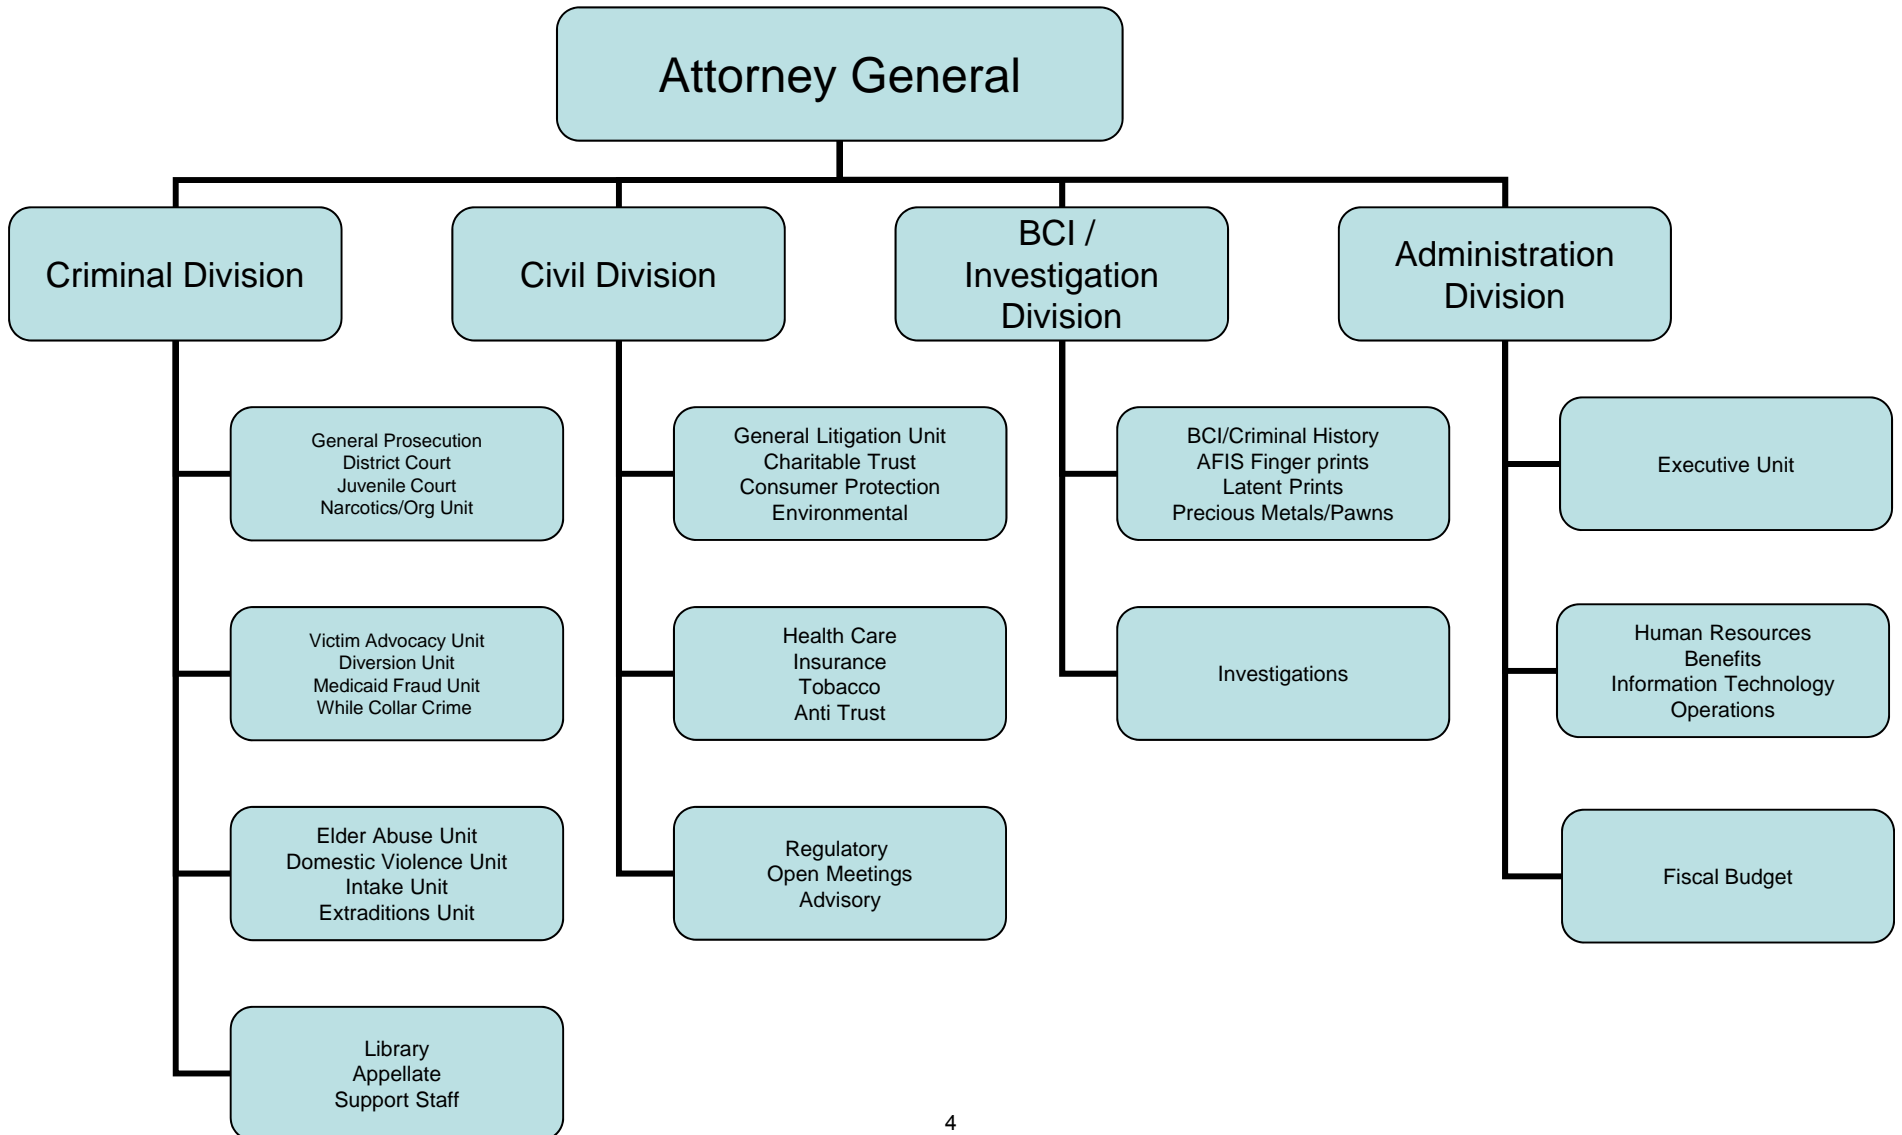 Attorney General
Criminal Division
Civil Division
BCI /
Investigation
Division
Administration
Division
General Prosecution
District Court
Juvenile Court
Narcotics/Org Unit
General Litigation Unit
Charitable Trust
Consumer Protection
Environmental
BCI/Criminal History
AFIS Finger prints
Latent Prints
Precious Metals/Pawns
Executive Unit
Victim Advocacy Unit
Diversion Unit
Medicaid Fraud Unit
While Collar Crime
Health Care
Insurance
Tobacco
Anti Trust
Investigations
Human Resources
Benefits
Information Technology
Operations
Elder Abuse Unit
Domestic Violence Unit
Intake Unit
Extraditions Unit
Regulatory
Open Meetings
Advisory
Fiscal Budget
Library
Appellate
Support Staff
4